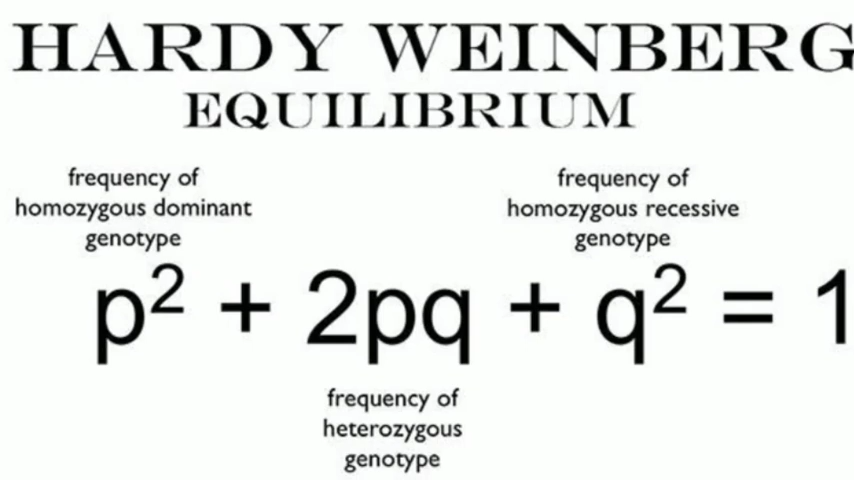 HARDY WEINBERG
EQUILIBRIUM
frequency of
homozygous dominant
genotype
frequency of
homozygous recessive
genotype
p² + 2pq + q² = 1
frequency of
heterozygous
genotype